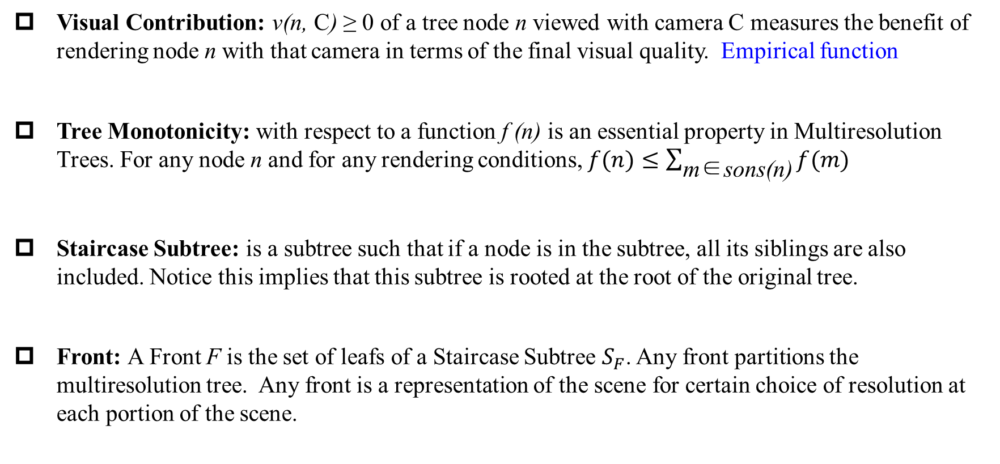 Visual Contribution: v(n, C) ≥ 0 of a tree node n viewed with camera C measures the benefit of
rendering node n with that camera in terms of the final visual quality. Empirical function
Tree Monotonicity: with respect to a function f (n) is an essential property in Multiresolution
Trees. For any node n and for any rendering conditions, f(n) ≤ ∑m∈sons(n) f(m)
Staircase Subtree: is a subtree such that if a node is in the subtree, all its siblings are also
included. Notice this implies that this subtree is rooted at the root of the original tree.
Front: A Front F is the set of leafs of a Staircase Subtree SF. Any front partitions the
multiresolution tree. Any front is a representation of the scene for certain choice of resolution at
each portion of the scene.